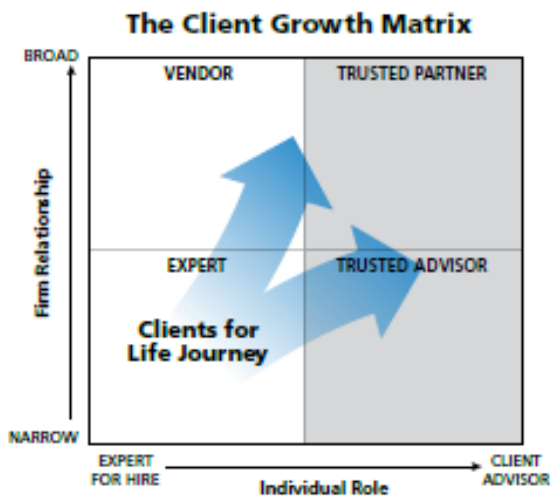 The Client Growth Matrix
BROAD
VENDOR
TRUSTED PARTNER
Firm Relationship
EXPERT
TRUSTED ADVISOR
Clients for
Life Journey
NARROW
EXPERT
FOR HIRE
Individual Role
CLIENT
ADVISOR